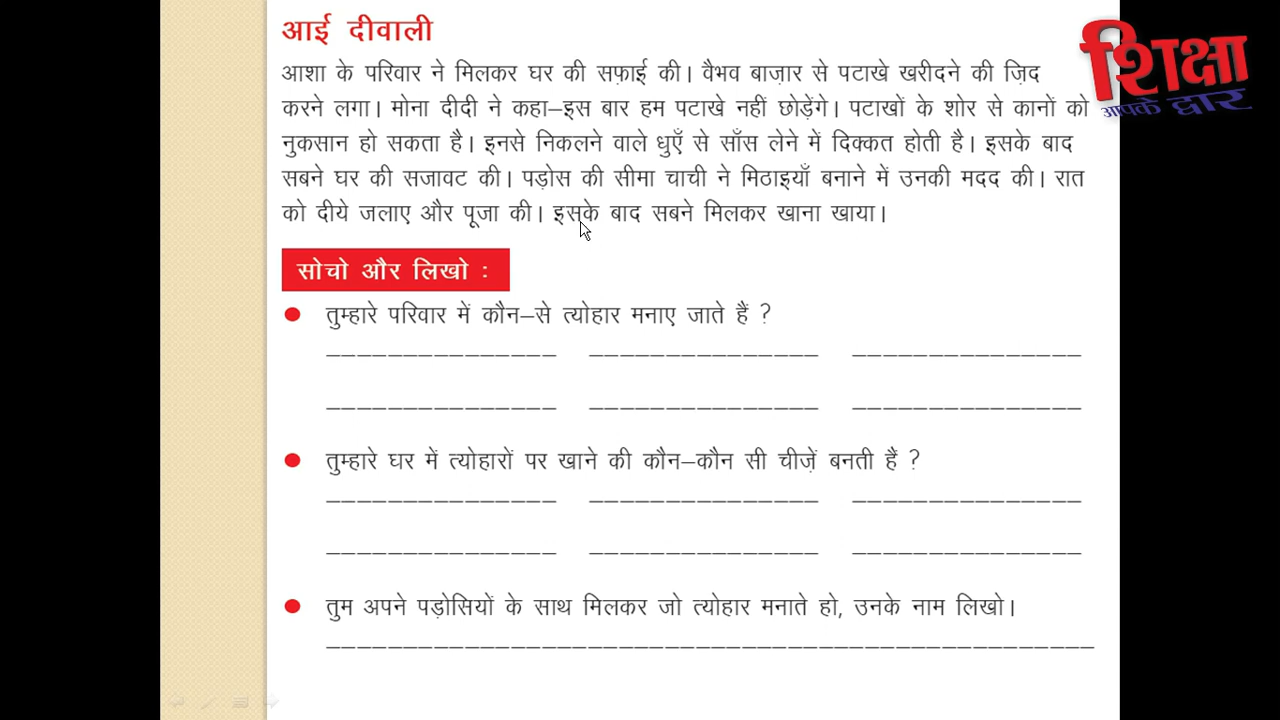 आई दीवाली
शिक्षा
आपके द्वार
आशा के परिवार ने मिलकर घर की सफ़ाई की। वैभव बाज़ार से पटाखे खरीदने की ज़िद
करने लगा। मोना दीदी ने कहा–इस बार हम पटाखे नहीं छोड़ेंगे। पटाखों के शोर से कानों को
नुकसान हो सकता है। इनसे निकलने वाले धुएँ से साँस लेने में दिक्कत होती है। इसके बाद
सबने घर की सजावट की। पड़ोस की सीमा चाची ने मिठाइयाँ बनाने में उनकी मदद की। रात
को दीये जलाए और पूजा की। इसके बाद सबने मिलकर खाना खाया।
सोचो और लिखो :
● तुम्हारे परिवार में कौन–से त्योहार मनाए जाते हैं ?
● तुम्हारे घर में त्योहारों पर खाने की कौन–कौन सी चीज़ें बनती हैं ?
● तुम अपने पड़ोसियों के साथ मिलकर जो त्योहार मनाते हो, उनके नाम लिखो।